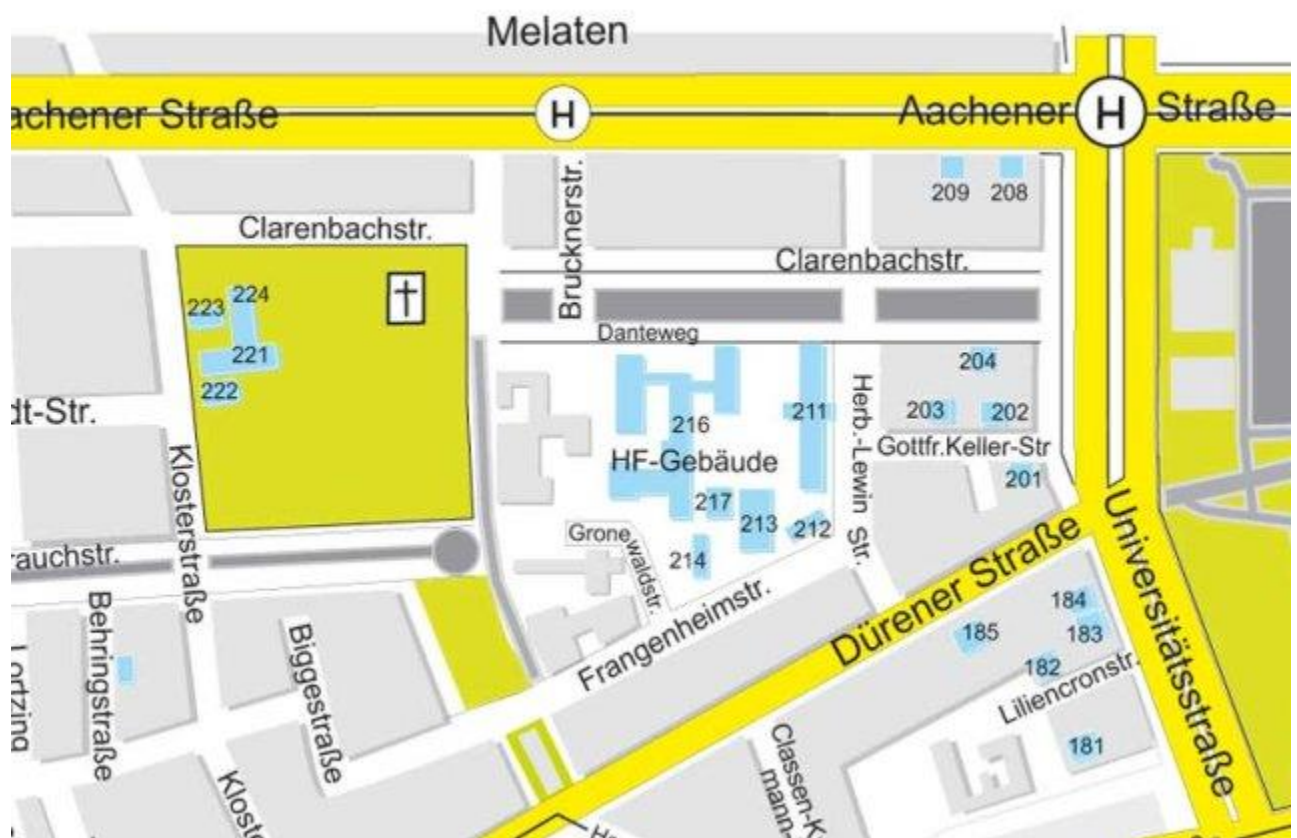 Melaten
achener Straße
H
Aachener
H
Straße
209
208
Brucknerstr.
Clarenbachstr.
Clarenbachstr.
224
223
221
222
Danteweg
204
211
203
202
216
Herb.-Lewin Str.
dt-Str.
HF-Gebäude
Gottfr.Keller-Str
Klosterstraße
201
217
213
212
Universitätsstraße
Grone
waldstr.
214
rauchstr.
Dürener Straße
Frangenheimstr.
Behringstraße
184
183
185
182
Biggestraße
Lortzing
Liliencronstr.
181
Classen-K
mann-
Kloste